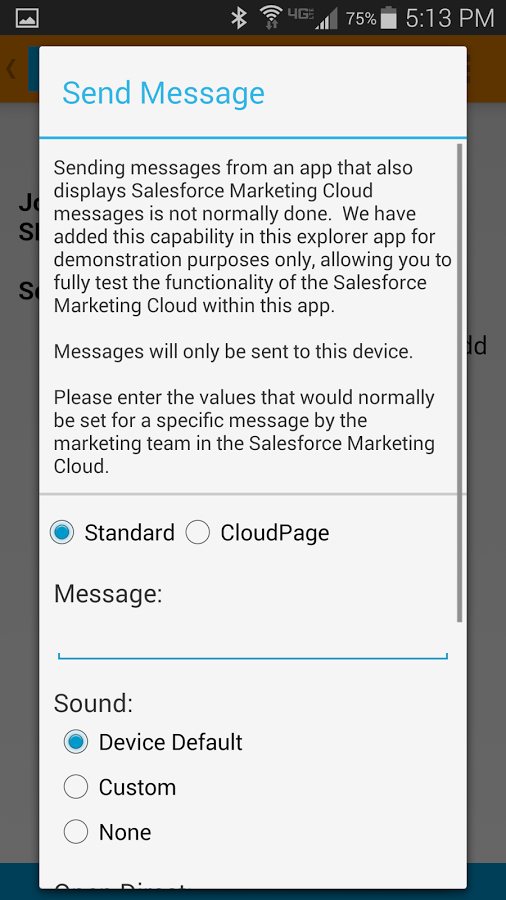 4G 75% 5:13 PM
Send Message
Sending messages from an app that also
displays Salesforce Marketing Cloud
messages is not normally done.  We have
added this capability in this explorer app for
demonstration purposes only, allowing you to
fully test the functionality of the Salesforce
Marketing Cloud within this app.
Messages will only be sent to this device.
Please enter the values that would normally
be set for a specific message by the
marketing team in the Salesforce Marketing
Cloud.
Standard CloudPage
Message:
Sound:
Device Default
Custom
None
Open Direct